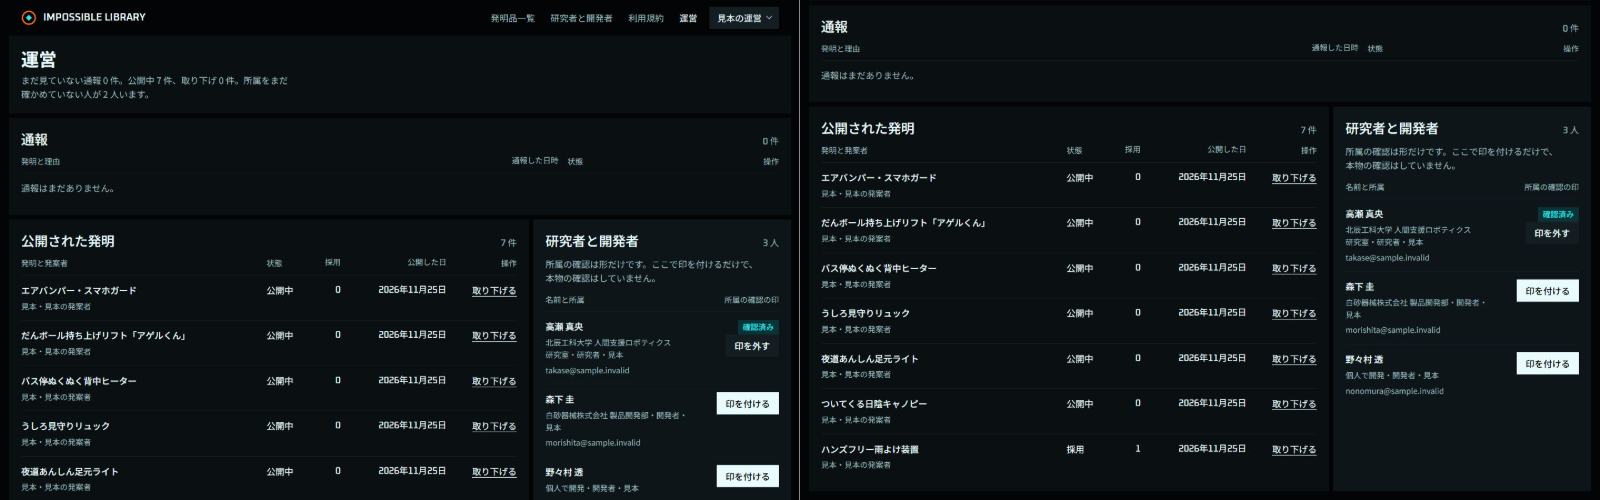 IMPOSSIBLE LIBRARY
発明品一覧 研究者と開発者 利用規約 運営 見本の運営
運営
まだ見ていない通報 0 件。公開中 7 件、取り下げ 0 件。所属をまだ
確かめていない人が 2 人います。
通報
0 件
発明と理由 通報した日時 状態 操作
通報はまだありません。
公開された発明
7 件
発明と発案者 状態 採用 公開した日 操作
エアバンパー・スマホガード 公開中 0 2026年11月25日 取り下げる
見本・見本の発案者
だんボール持ち上げリフト「アゲルくん」 公開中 0 2026年11月25日 取り下げる
見本・見本の発案者
バス停ぬくぬく背中ヒーター 公開中 0 2026年11月25日 取り下げる
見本・見本の発案者
うしろ見守りリュック 公開中 0 2026年11月25日 取り下げる
見本・見本の発案者
夜道あんしん足元ライト 公開中 0 2026年11月25日 取り下げる
見本・見本の発案者
研究者と開発者
3 人
所属の確認は形だけです。ここで印を付けるだけで、
本物の確認はしていません。
名前と所属 所属の確認の印
高瀬 真央 確認済み
北辰工科大学 人間支援ロボティクス
研究室・研究者・見本
印を外す
takase@sample.invalid
森下 圭 印を付ける
白砂器械株式会社 製品開発部・開発者・
見本
morishita@sample.invalid
野々村 透 印を付ける
個人で開発・開発者・見本
通報
0 件
発明と理由 通報した日時 状態 操作
通報はまだありません。
公開された発明
7 件
発明と発案者 状態 採用 公開した日 操作
エアバンパー・スマホガード 公開中 0 2026年11月25日 取り下げる
見本・見本の発案者
だんボール持ち上げリフト「アゲルくん」 公開中 0 2026年11月25日 取り下げる
見本・見本の発案者
バス停ぬくぬく背中ヒーター 公開中 0 2026年11月25日 取り下げる
見本・見本の発案者
うしろ見守りリュック 公開中 0 2026年11月25日 取り下げる
見本・見本の発案者
夜道あんしん足元ライト 公開中 0 2026年11月25日 取り下げる
見本・見本の発案者
ついてくる日陰キャノピー 公開中 0 2026年11月25日 取り下げる
見本・見本の発案者
ハンズフリー雨よけ装置 採用 1 2026年11月25日 取り下げる
見本・見本の発案者
研究者と開発者
3 人
所属の確認は形だけです。ここで印を付けるだけで、
本物の確認はしていません。
名前と所属 所属の確認の印
高瀬 真央 確認済み
北辰工科大学 人間支援ロボティクス
研究室・研究者・見本
印を外す
takase@sample.invalid
森下 圭 印を付ける
白砂器械株式会社 製品開発部・開発者・
見本
morishita@sample.invalid
野々村 透 印を付ける
個人で開発・開発者・見本
nonomura@sample.invalid